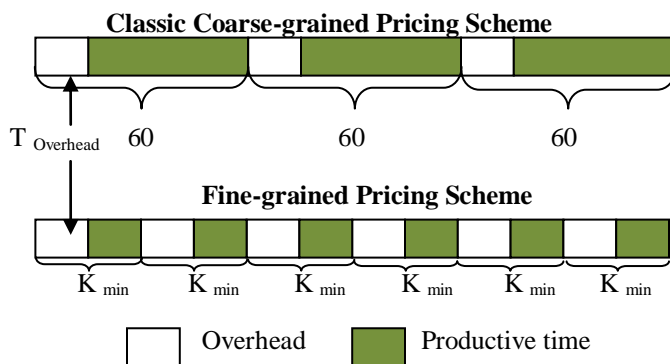 Classic Coarse-grained Pricing Scheme
T Overhead 60 60 60
Fine-grained Pricing Scheme
K min K min K min K min K min K min
Overhead Productive time